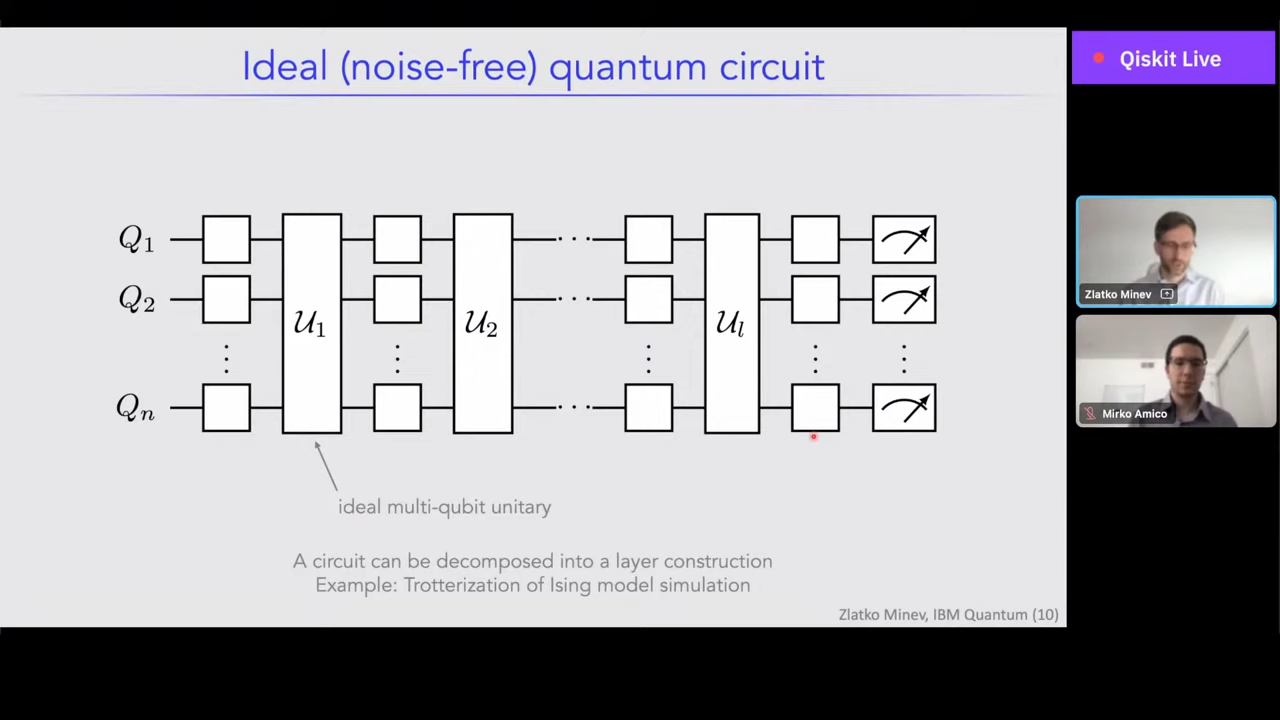 Ideal (noise-free) quantum circuit
Qiskit Live
Q₁
Q₂
Qₙ
𝒰₁
𝒰₂
𝒰ₗ
ideal multi-qubit unitary
A circuit can be decomposed into a layer construction
Example: Trotterization of Ising model simulation
Zlatko Minev, IBM Quantum (10)
Zlatko Minev
Mirko Amico